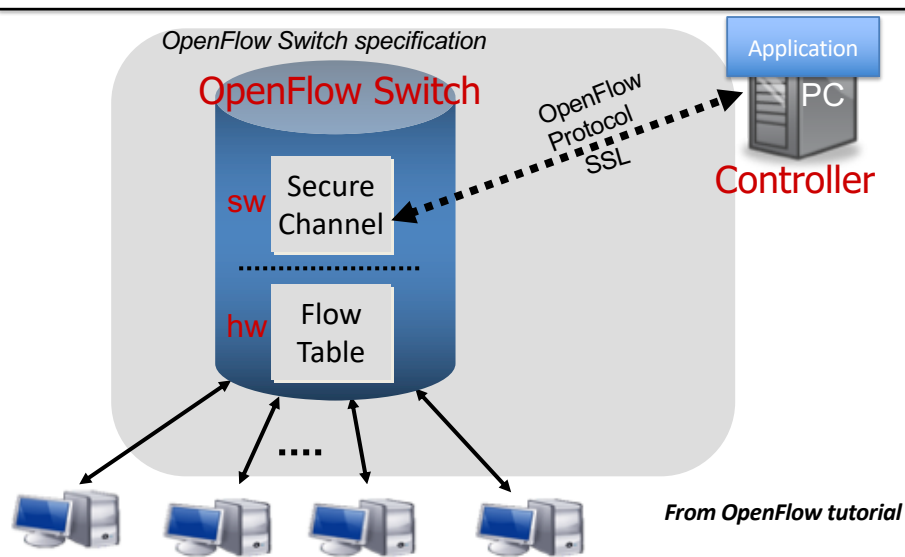 OpenFlow Switch specification
OpenFlow Switch
Application
PC
Controller
OpenFlow
Protocol
SSL
sw
Secure
Channel
hw
Flow
Table
....
From OpenFlow tutorial